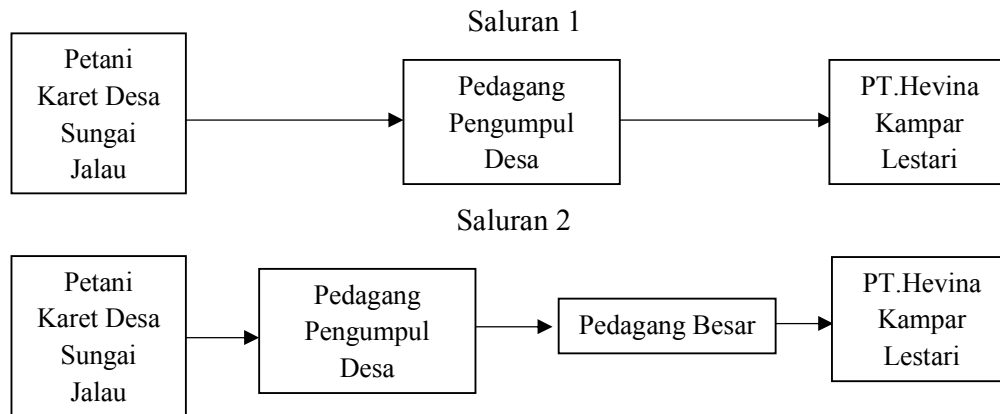 Saluran 1
Petani
Karet Desa
Sungai
Jalau
Pedagang
Pengumpul
Desa
PT.Hevina
Kampar
Lestari
Saluran 2
Petani
Karet Desa
Sungai
Jalau
Pedagang
Pengumpul
Desa
Pedagang Besar
PT.Hevina
Kampar
Lestari